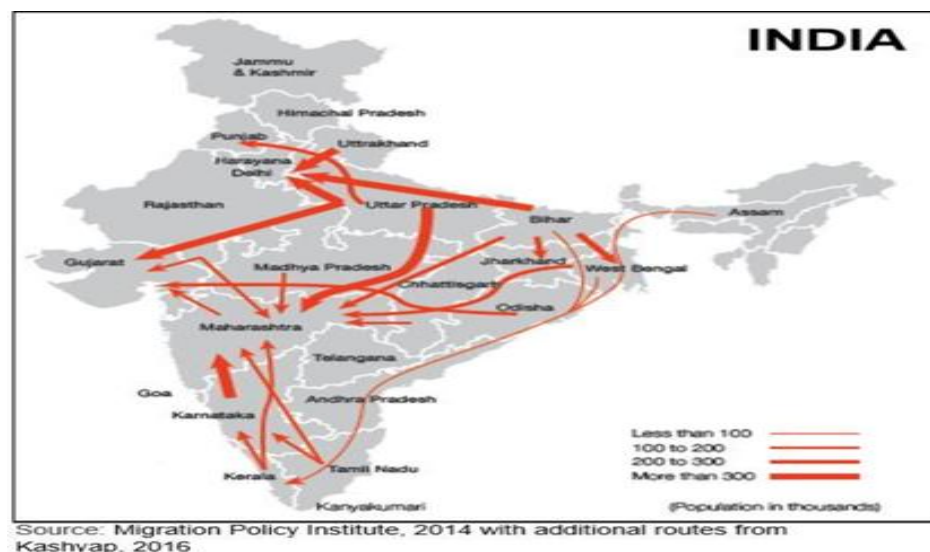 INDIA
Jammu
& Kashmir
Himachal Pradesh
Punjab
Uttrakhand
Harayana
Delhi
Rajasthan
Uttar Pradesh
Bihar
Assam
Gujarat
Madhya Pradesh
Jharkhand
West Bengal
Chhattisgarh
Odisha
Maharashtra
Telangana
Goa
Andhra Pradesh
Karnataka
Less than 100
100 to 200
200 to 300
More than 300
Kerala
Tamil Nadu
Kanyakumari
(Population in thousands)
Source: Migration Policy Institute, 2014 with additional routes from
Kashyap, 2016